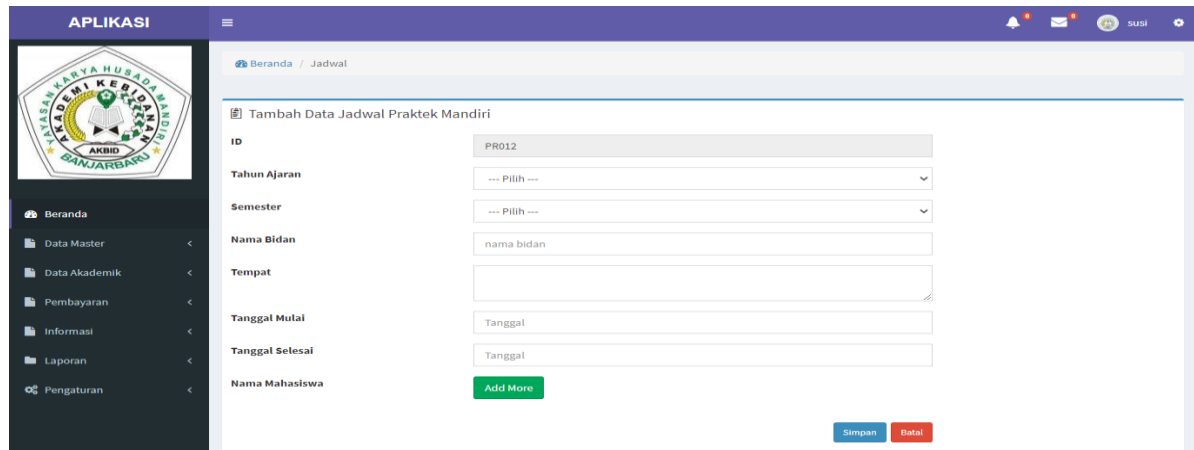 APLIKASI
0
0
susi
YAYASAN KARYA HUSADA MANDIRI
AKADEMI KEBIDANAN
AKBID
BANJARBARU
Beranda / Jadwal
Tambah Data Jadwal Praktek Mandiri
ID
PR012
Tahun Ajaran
--- Pilih ---
Semester
--- Pilih ---
Nama Bidan
nama bidan
Tempat
Tanggal Mulai
Tanggal
Tanggal Selesai
Tanggal
Nama Mahasiswa
Add More
Simpan
Batal
Beranda
Data Master
Data Akademik
Pembayaran
Informasi
Laporan
Pengaturan